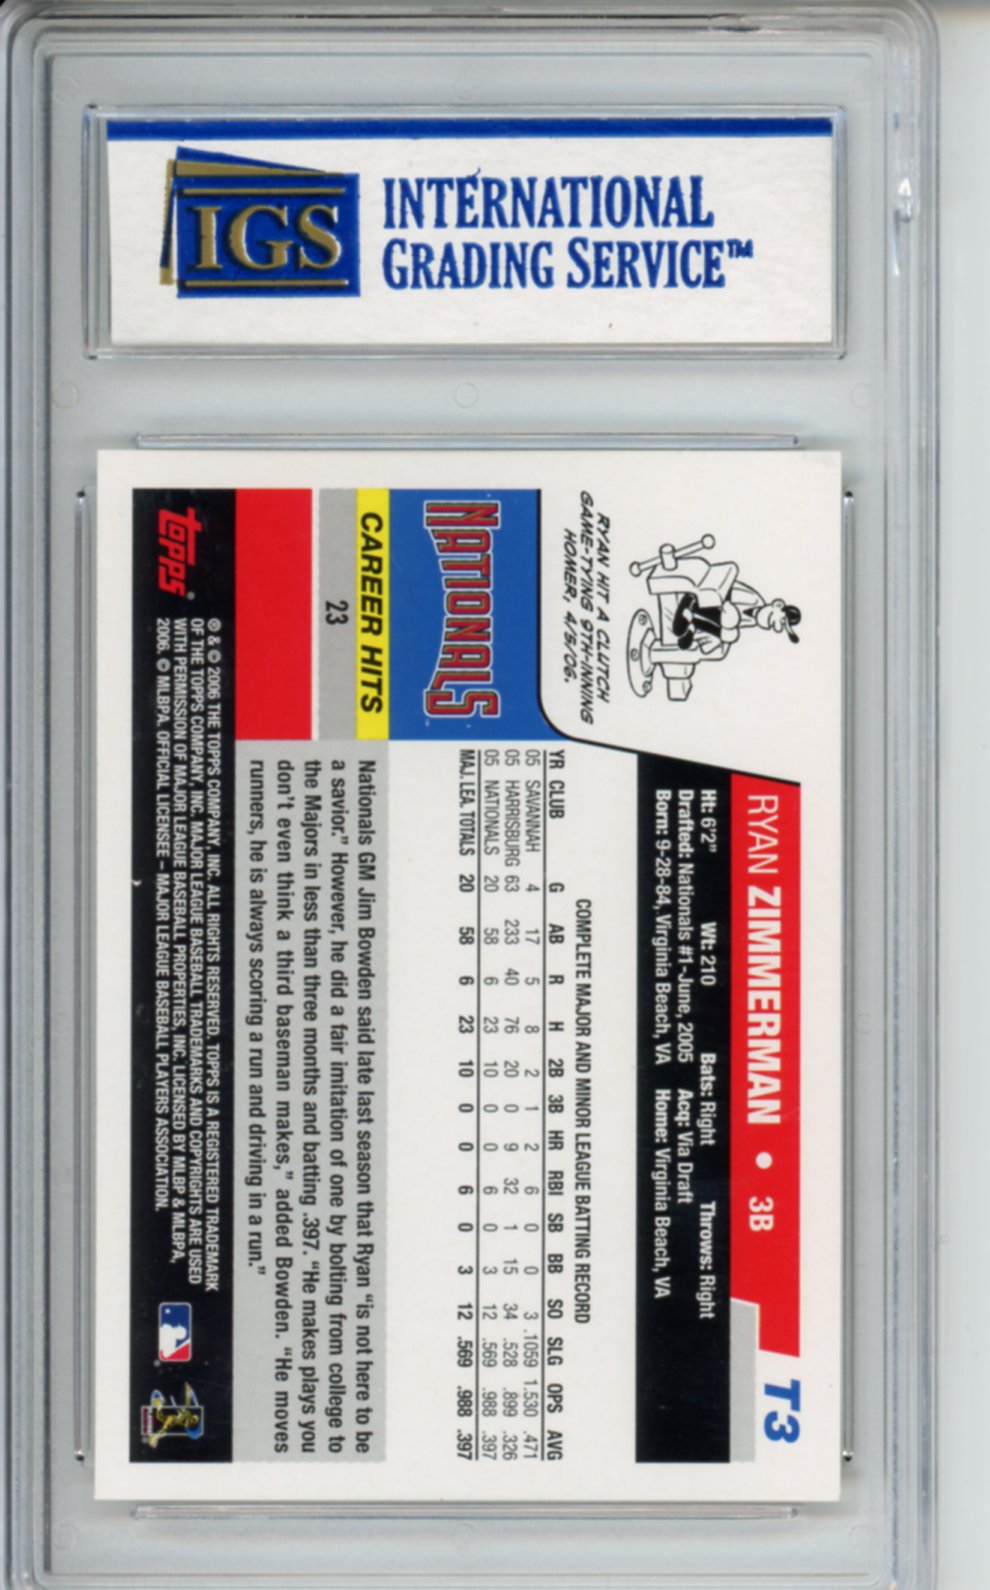 IGS
INTERNATIONAL
GRADING SERVICE™
RYAN HIT A CLUTCH
GAME-TYING 9TH-INNING
HOMER, 4/5/06.
RYAN ZIMMERMAN • 3B
T3
Ht: 6'2" Wt: 210 Bats: Right Throws: Right
Drafted: Nationals #1-June, 2005 Acq: Via Draft
Born: 9-28-84, Virginia Beach, VA Home: Virginia Beach, VA
COMPLETE MAJOR AND MINOR LEAGUE BATTING RECORD
YR CLUB G AB R H 2B 3B HR RBI SB BB SO SLG OPS AVG
05 SAVANNAH 4 17 5 8 2 1 2 6 0 0 3 .1059 1.530 .471
05 HARRISBURG 63 233 40 76 20 0 9 32 1 15 34 .528 .899 .326
05 NATIONALS 20 58 6 23 10 0 0 6 0 3 12 .569 .988 .397
MAJ. LEA. TOTALS 20 58 6 23 10 0 0 6 0 3 12 .569 .988 .397
NATIONALS
CAREER HITS
23
Nationals GM Jim Bowden said late last season that Ryan "is not here to be
a savior." However, he did a fair imitation of one by bolting from college to
the Majors in less than three months and batting .397. "He makes plays you
don't even think a third baseman makes," added Bowden. "He moves
runners, he is always scoring a run and driving in a run."
topps®
® & © 2006 THE TOPPS COMPANY, INC. ALL RIGHTS RESERVED. TOPPS IS A REGISTERED TRADEMARK
OF THE TOPPS COMPANY, INC. MAJOR LEAGUE BASEBALL TRADEMARKS AND COPYRIGHTS ARE USED
WITH PERMISSION OF MAJOR LEAGUE BASEBALL PROPERTIES, INC. LICENSED BY MLBP & MLBPA,
2006. © MLBPA. OFFICIAL LICENSEE – MAJOR LEAGUE BASEBALL PLAYERS ASSOCIATION.